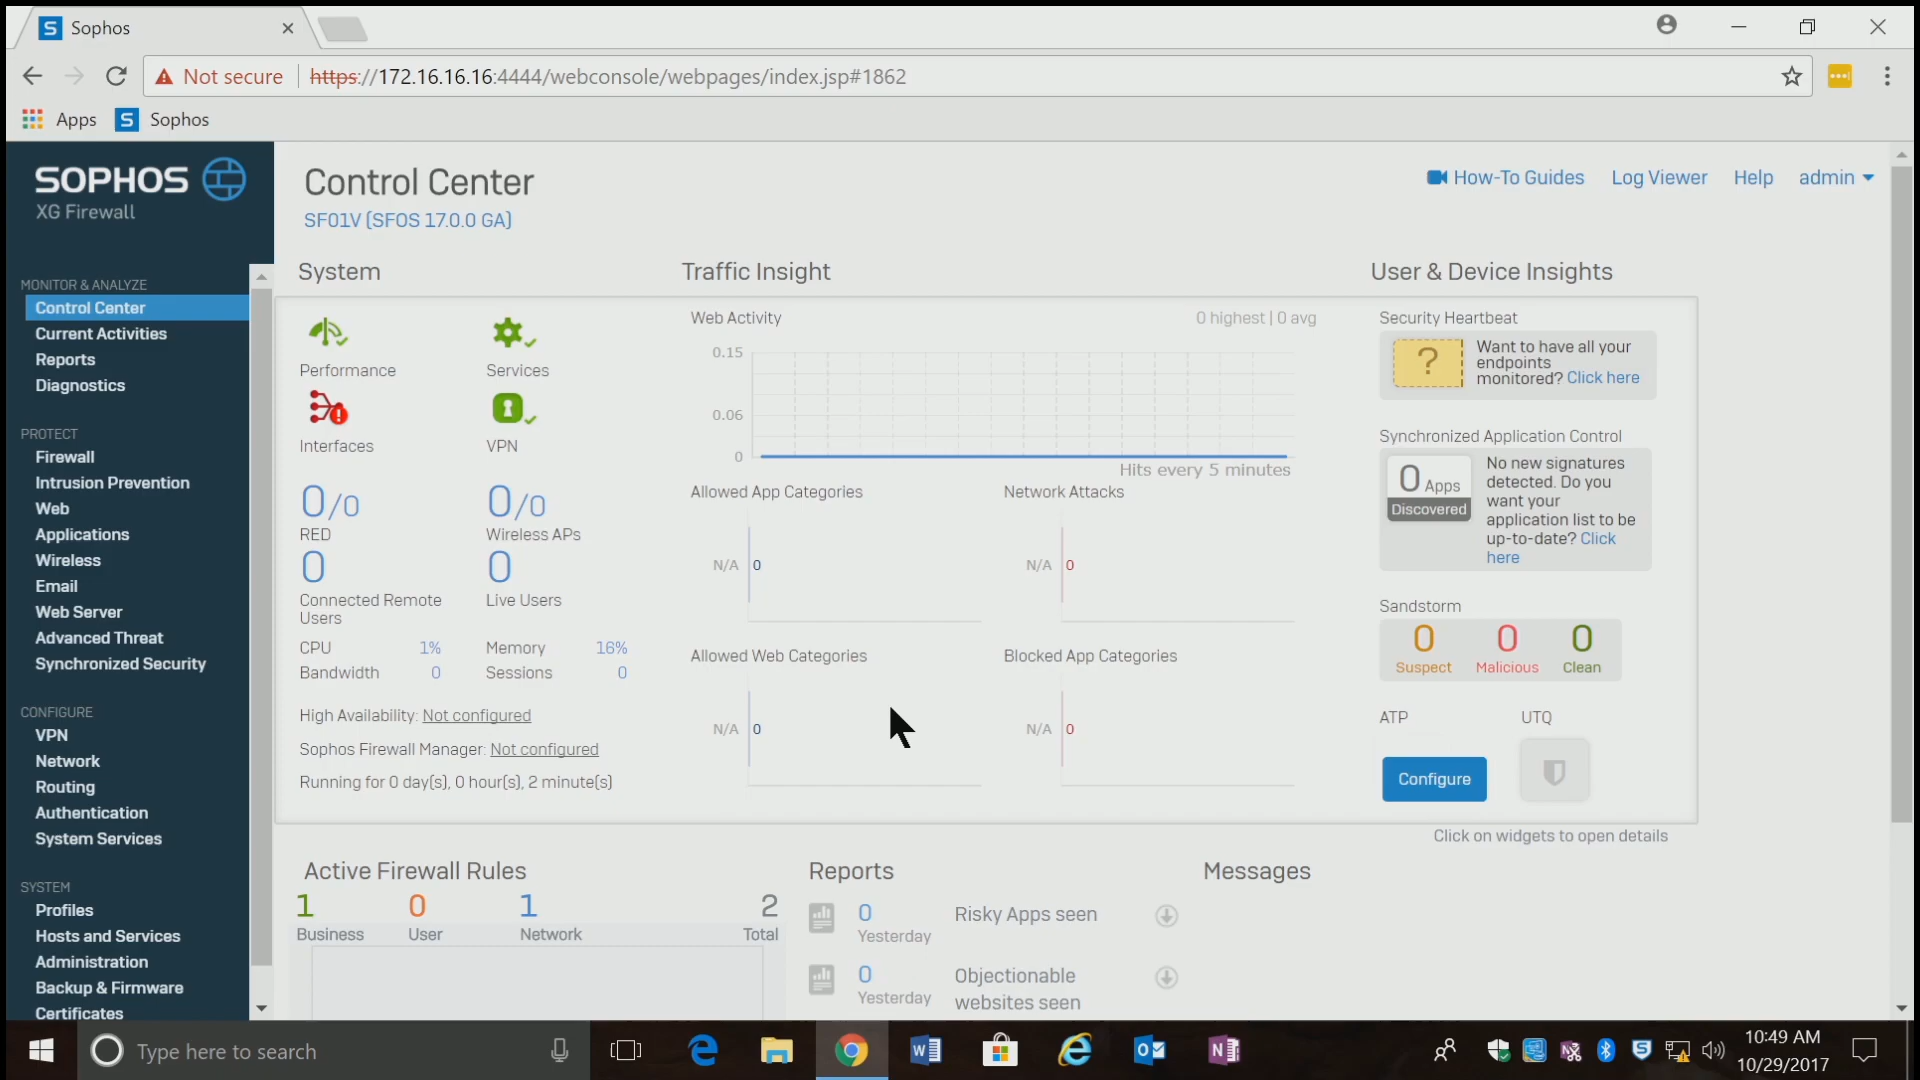 Sophos
Not secure
https://172.16.16.16:4444/webconsole/webpages/index.jsp#1862
Apps
S Sophos
SOPHOS
XG Firewall
Control Center
SF01V (SFOS 17.0.0 GA)
How-To Guides
Log Viewer
Help
admin
MONITOR & ANALYZE
Control Center
Current Activities
Reports
Diagnostics
PROTECT
Firewall
Intrusion Prevention
Web
Applications
Wireless
Email
Web Server
Advanced Threat
Synchronized Security
CONFIGURE
VPN
Network
Routing
Authentication
System Services
SYSTEM
Profiles
Hosts and Services
Administration
Backup & Firmware
Certificates
System
Performance
Services
Interfaces
VPN
0/0
RED
0/0
Wireless APs
0
Connected Remote
Users
0
Live Users
CPU 1%
Memory 16%
Bandwidth 0
Sessions 0
High Availability: Not configured
Sophos Firewall Manager: Not configured
Running for 0 day(s), 0 hour(s), 2 minute(s)
Traffic Insight
Web Activity
0 highest | 0 avg
0.15
0.06
0
Hits every 5 minutes
Allowed App Categories
N/A 0
Network Attacks
N/A 0
Allowed Web Categories
N/A 0
Blocked App Categories
N/A 0
User & Device Insights
Security Heartbeat
?
Want to have all your
endpoints
monitored? Click here
Synchronized Application Control
0 Apps
Discovered
No new signatures
detected. Do you
want your
application list to be
up-to-date? Click
here
Sandstorm
0
Suspect
0
Malicious
0
Clean
ATP
Configure
UTQ
Click on widgets to open details
Active Firewall Rules
1
Business
0
User
1
Network
2
Total
Reports
0
Yesterday
Risky Apps seen
0
Yesterday
Objectionable
websites seen
Messages
Type here to search
10:49 AM
10/29/2017